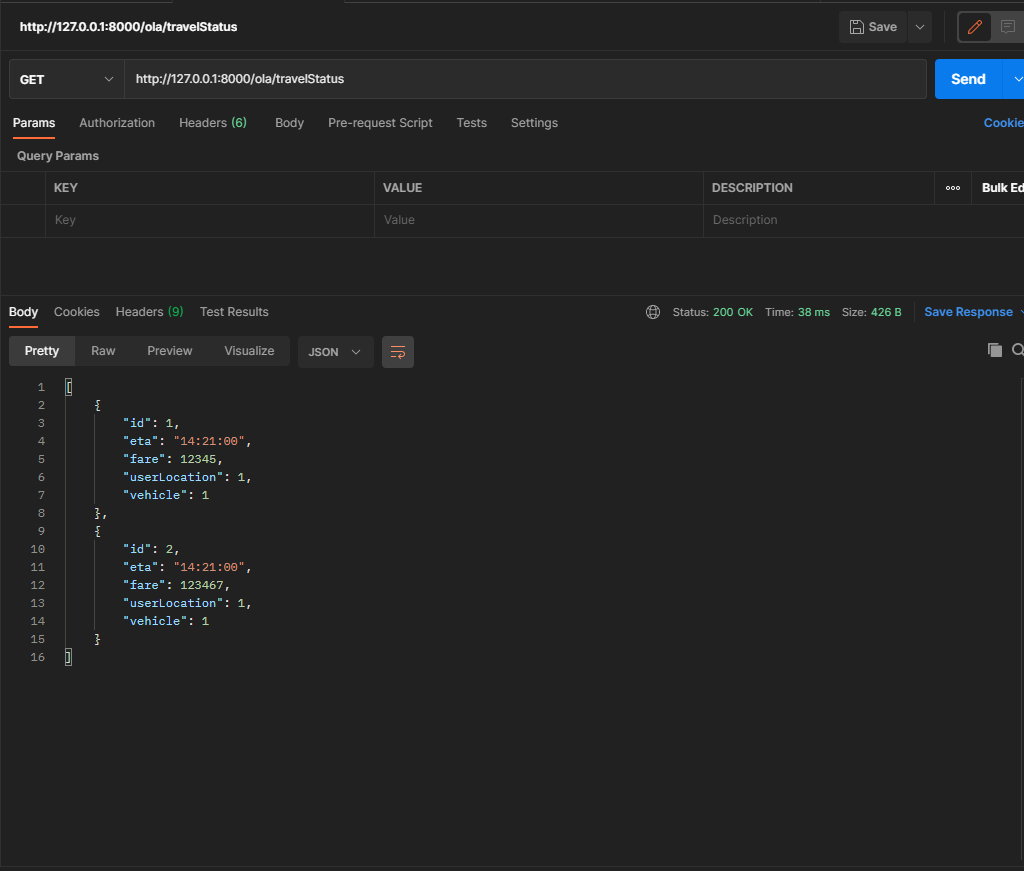 http://127.0.0.1:8000/ola/travelStatus
Save
GET
http://127.0.0.1:8000/ola/travelStatus
Send
Params Authorization Headers (6) Body Pre-request Script Tests Settings Cookie
Query Params
KEY VALUE DESCRIPTION ooo Bulk Ed
Key Value Description
Body Cookies Headers (9) Test Results Status: 200 OK Time: 38 ms Size: 426 B Save Response
Pretty Raw Preview Visualize JSON
1 [
2 {
3 "id": 1,
4 "eta": "14:21:00",
5 "fare": 12345,
6 "userLocation": 1,
7 "vehicle": 1
8 },
9 {
10 "id": 2,
11 "eta": "14:21:00",
12 "fare": 123467,
13 "userLocation": 1,
14 "vehicle": 1
15 }
16 ]